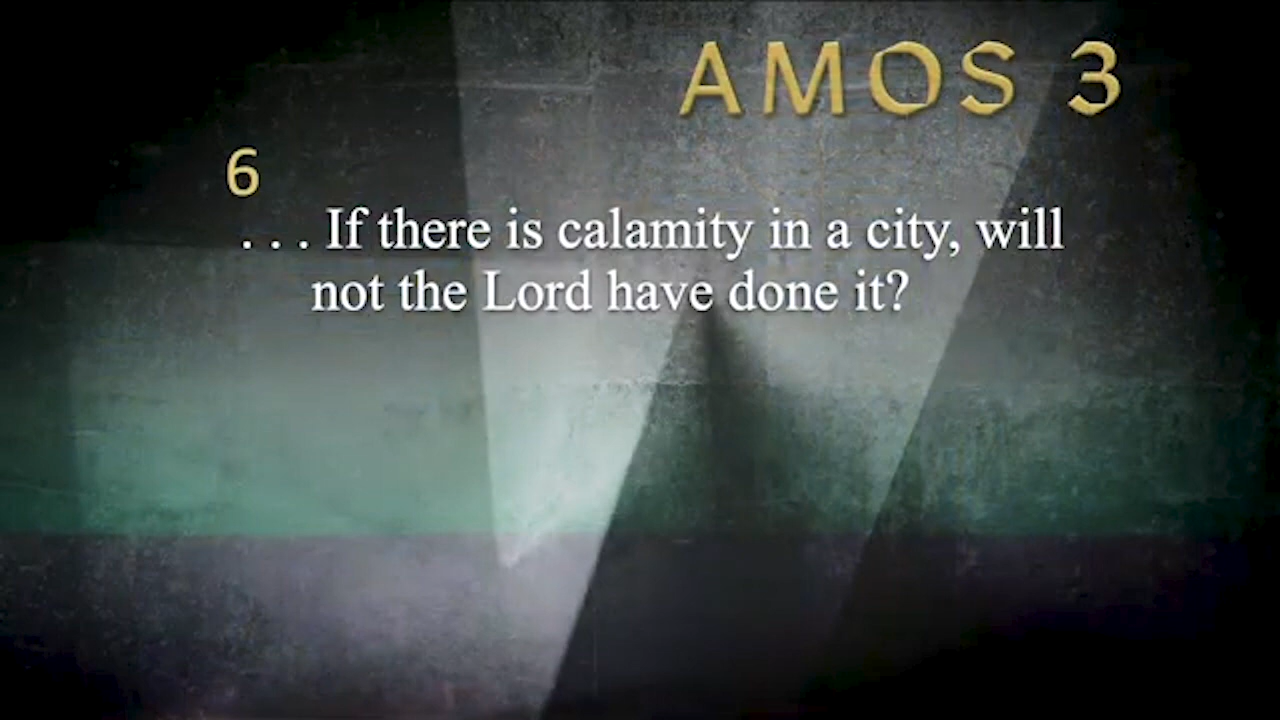 AMOS 3
6
. . . If there is calamity in a city, will
not the Lord have done it?